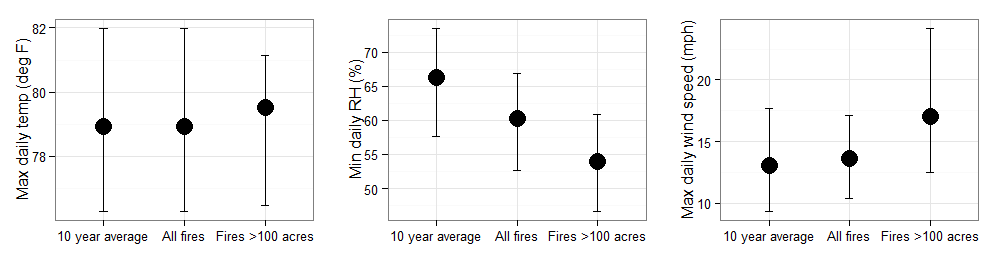 Max daily temp (deg F)
82
80
78
10 year average All fires Fires >100 acres
Min daily RH (%)
70
65
60
55
50
10 year average All fires Fires >100 acres
Max daily wind speed (mph)
20
15
10
10 year average All fires Fires >100 acres